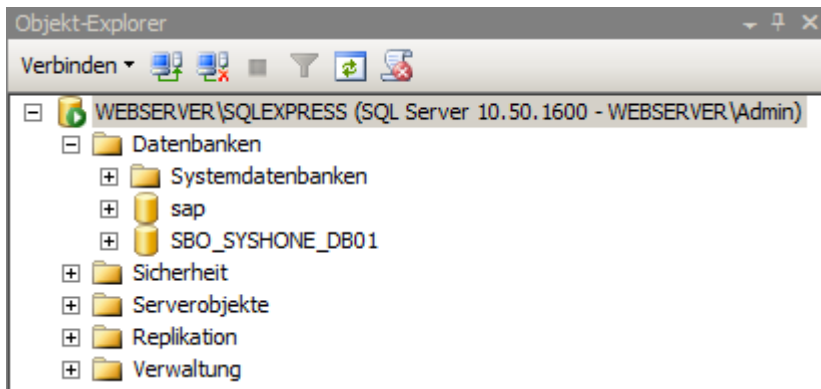 Objekt-Explorer
Verbinden
WEBSERVER\SQLEXPRESS (SQL Server 10.50.1600 - WEBSERVER\Admin)
Datenbanken
Systemdatenbanken
sap
SBO_SYSHONE_DB01
Sicherheit
Serverobjekte
Replikation
Verwaltung